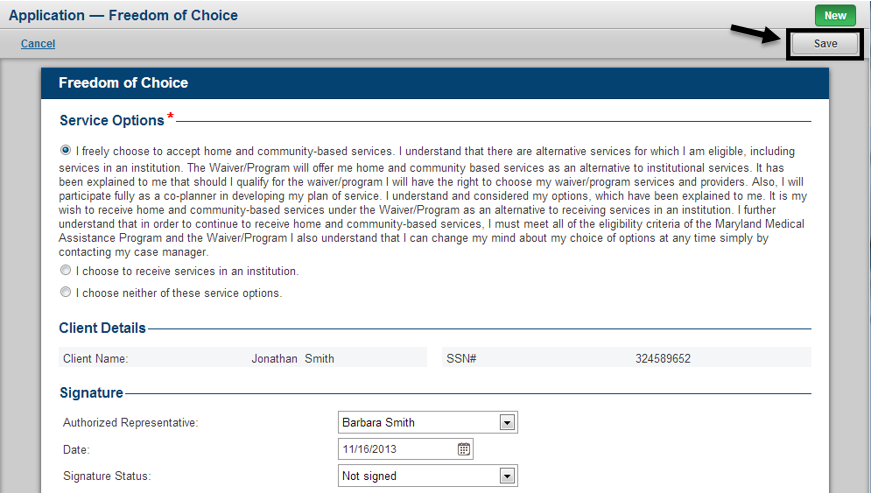 Application — Freedom of Choice
New
Cancel
Save
Freedom of Choice
Service Options *
I freely choose to accept home and community-based services. I understand that there are alternative services for which I am eligible, including
services in an institution. The Waiver/Program will offer me home and community based services as an alternative to institutional services. It has
been explained to me that should I qualify for the waiver/program I will have the right to choose my waiver/program services and providers. Also, I will
participate fully as a co-planner in developing my plan of service. I understand and considered my options, which have been explained to me. It is my
wish to receive home and community-based services under the Waiver/Program as an alternative to receiving services in an institution. I further
understand that in order to continue to receive home and community-based services, I must meet all of the eligibility criteria of the Maryland Medical
Assistance Program and the Waiver/Program I also understand that I can change my mind about my choice of options at any time simply by
contacting my case manager.
I choose to receive services in an institution.
I choose neither of these service options.
Client Details
Client Name: Jonathan Smith SSN# 324589652
Signature
Authorized Representative: Barbara Smith
Date: 11/16/2013
Signature Status: Not signed